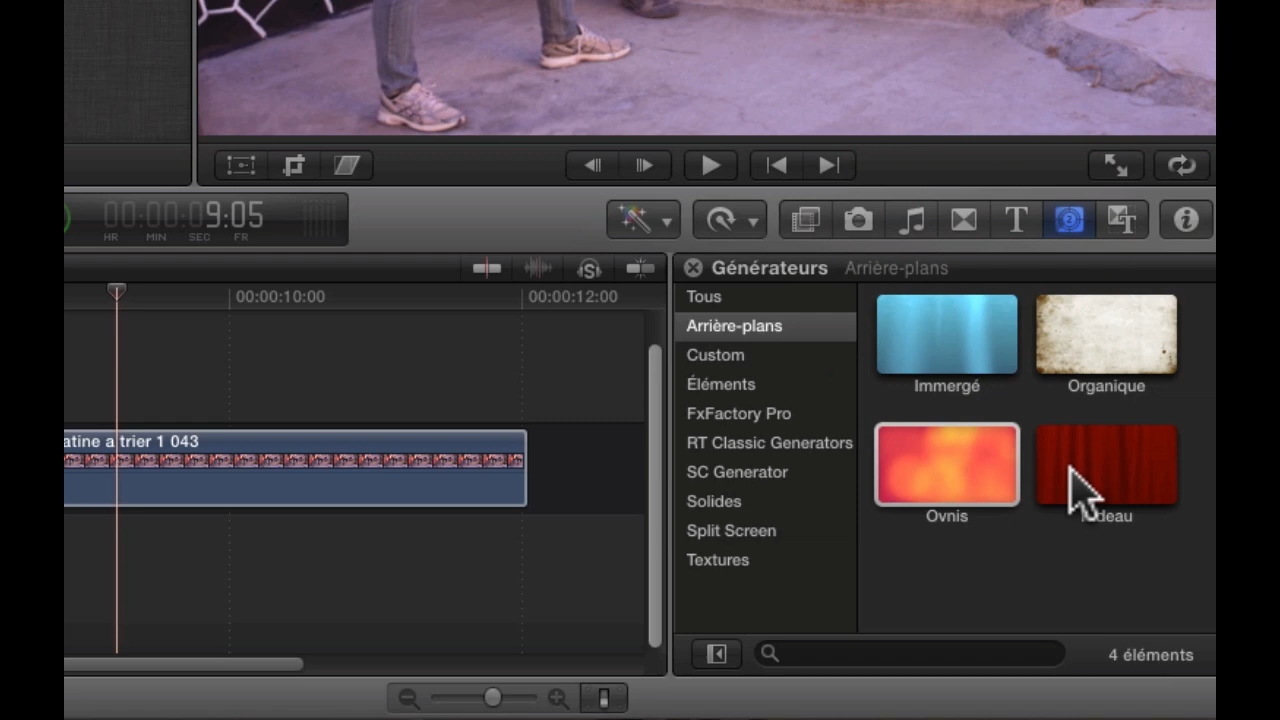 00:00:09:05
HR MIN SEC FR
Générateurs Arrière-plans
00:00:10:00 00:00:12:00
Tous
Arrière-plans
Custom
Éléments
FxFactory Pro
RT Classic Generators
SC Generator
Solides
Split Screen
Textures
Immergé Organique
Ovnis
atine a trier 1 043
4 éléments